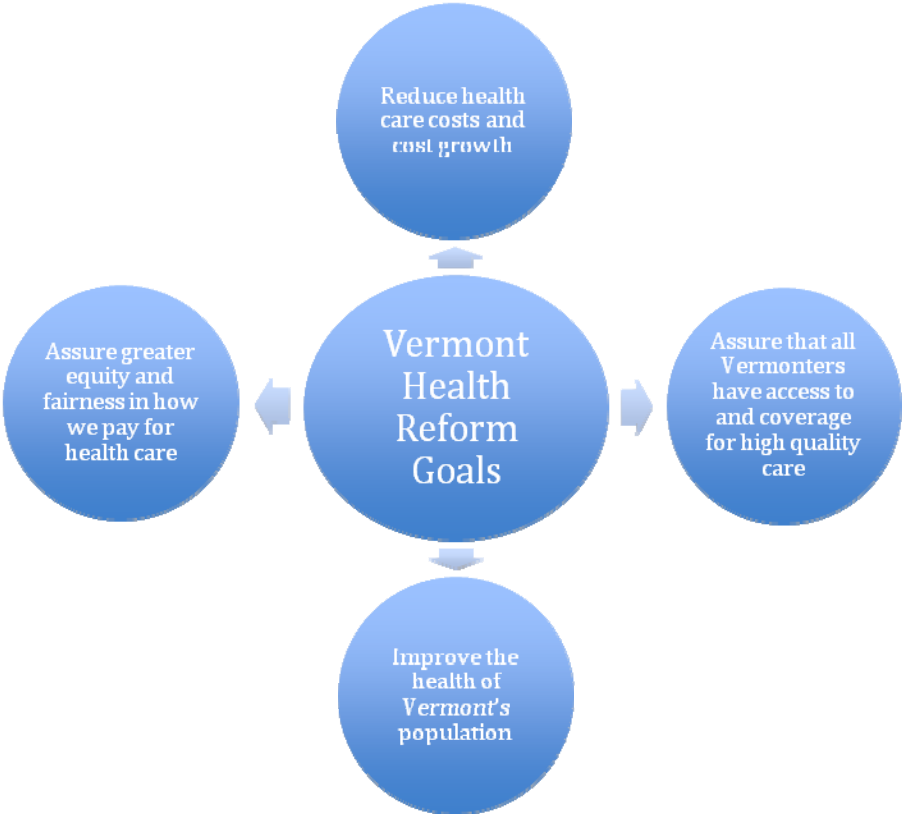 Reduce health
care costs and
cost growth
Assure greater
equity and
fairness in how
we pay for
health care
Vermont
Health
Reform
Goals
Assure that all
Vermonters
have access to
and coverage
for high quality
care
Improve the
health of
Vermont's
population